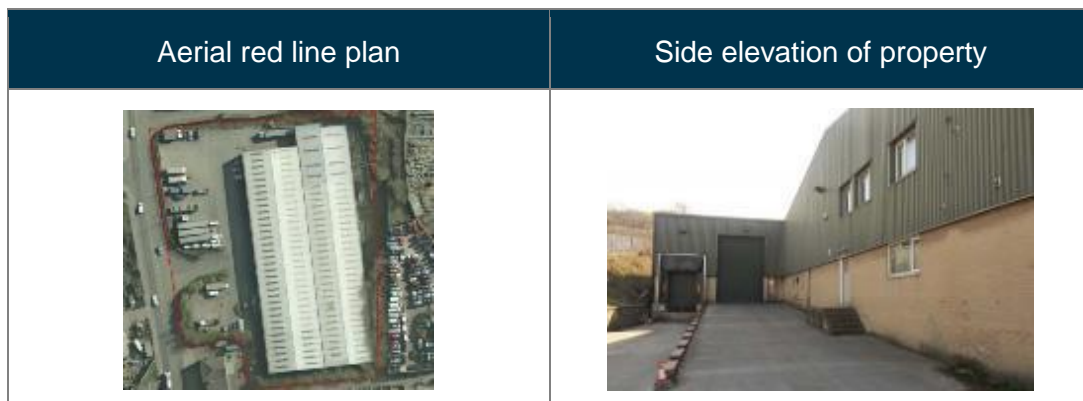 Aerial red line plan
Side elevation of property